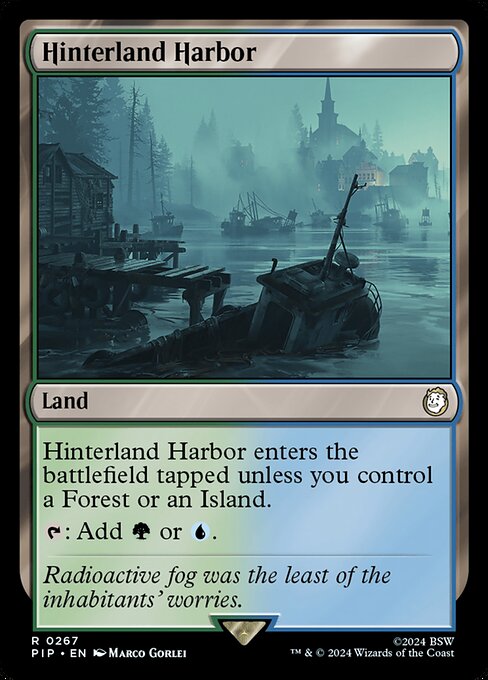 Hinterland Harbor
Land
Hinterland Harbor enters the
battlefield tapped unless you control
a Forest or an Island.
: Add or .
Radioactive fog was the least of the
inhabitants' worries.
R 0267
PIP • EN Marco Gorlei
©2024 BSW
™ & © 2024 Wizards of the Coast